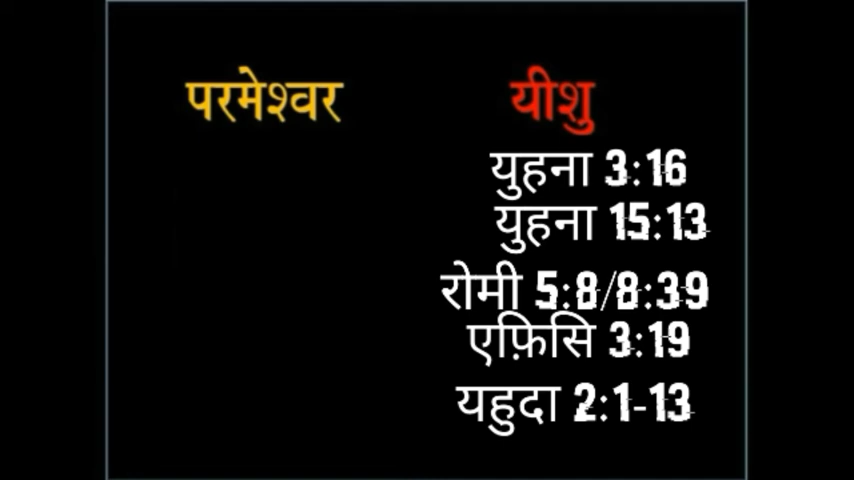 परमेश्वर यीशु
युहना 3:16
युहना 15:13
रोमी 5:8/8:39
एफ़िसि 3:19
यहुदा 2:1-13